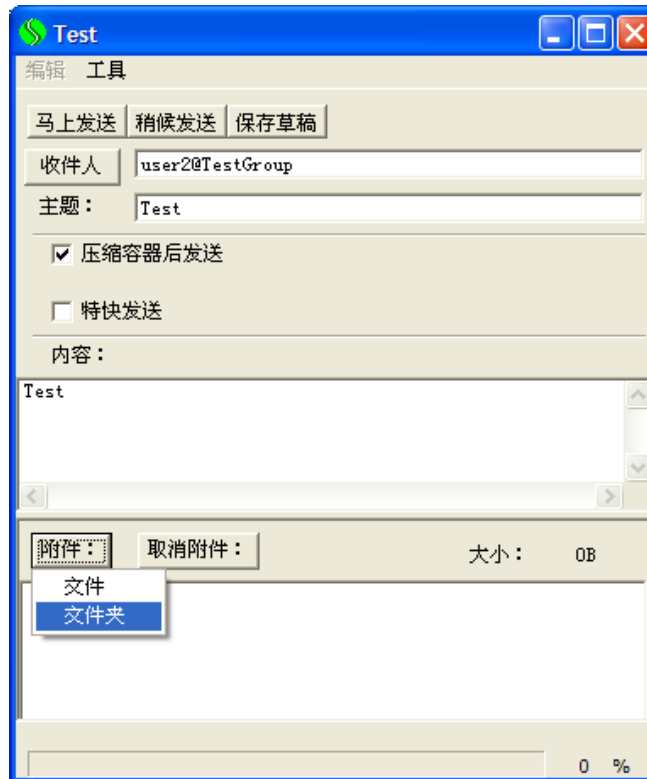 Test
编辑 工具
马上发送 稍候发送 保存草稿
收件人 user2@TestGroup
主题： Test
压缩容器后发送
特快发送
内容：
Test
附件： 取消附件： 大小： 0B
文件
文件夹
0 %